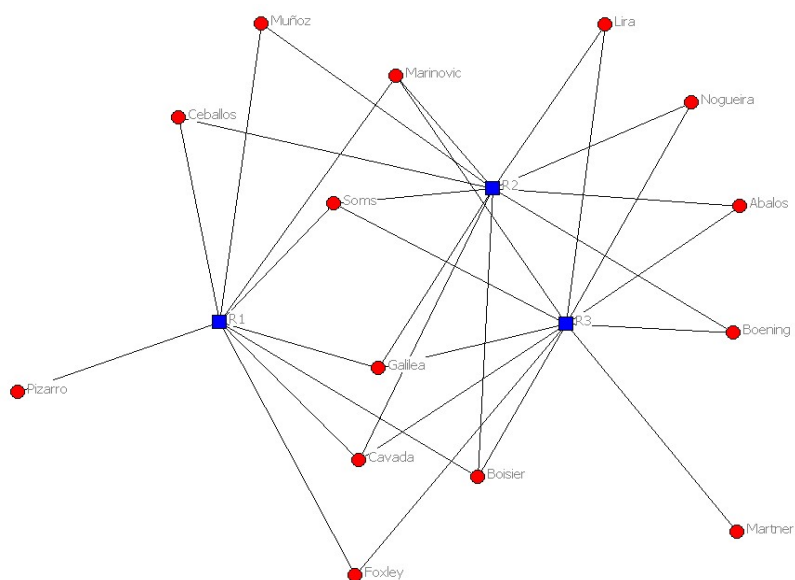 Muñoz
Lira
Marinovic
Nogueira
Ceballos
R2
Soms
Abalos
R1
R3
Boening
Galilea
Pizarro
Cavada
Boisier
Martner
Foxley